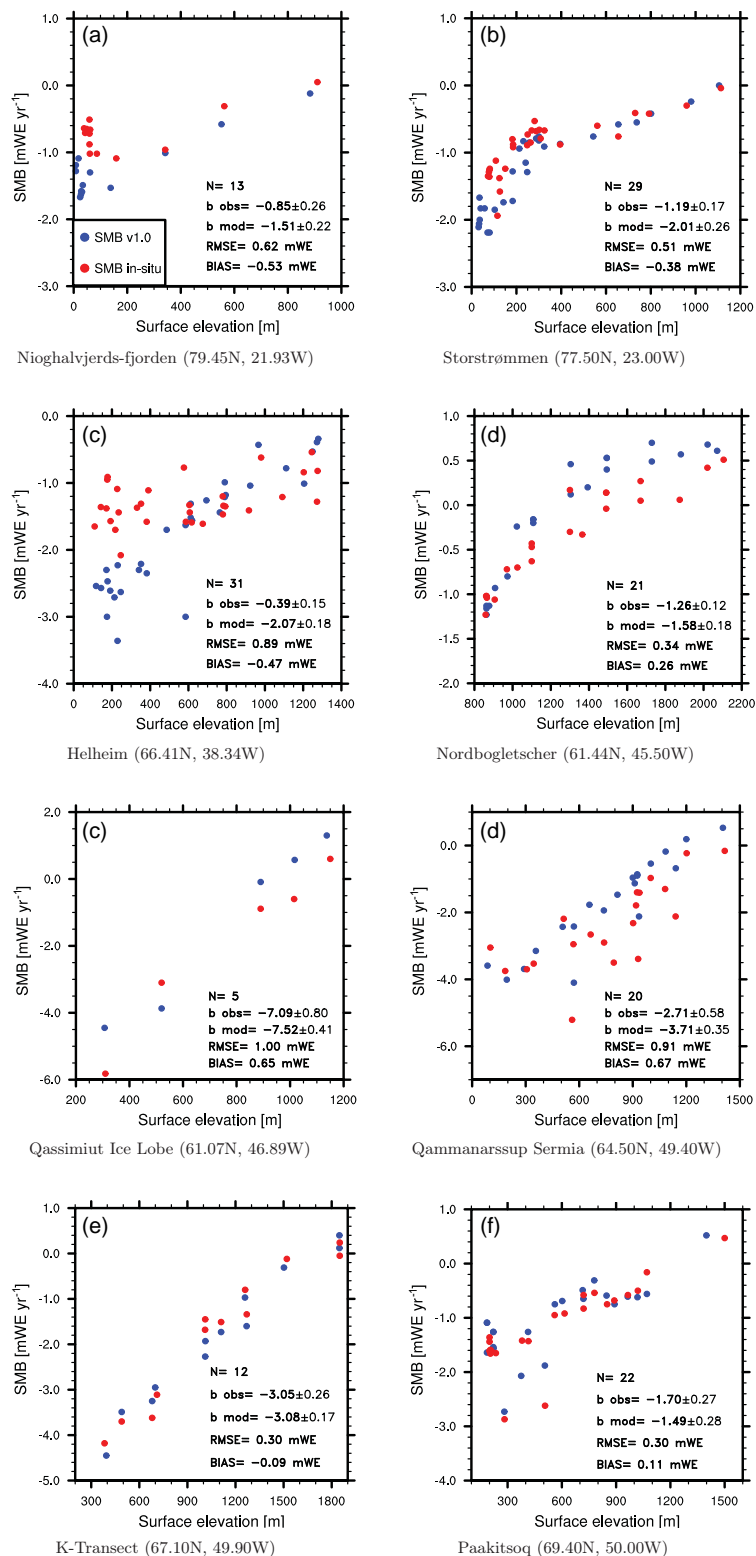 (a)
SMB [mWE yr-1]
1.0
0.0
-1.0
-2.0
-3.0
N= 13
b obs= -0.85±0.26
b mod= -1.51±0.22
RMSE= 0.62 mWE
BIAS= -0.53 mWE
SMB v1.0
SMB in-situ
0 200 400 600 800 1000
Surface elevation [m]
Nioghalvjerds-fjorden (79.45N, 21.93W)
(b)
SMB [mWE yr-1]
1.0
0.0
-1.0
-2.0
-3.0
N= 29
b obs= -1.19±0.17
b mod= -2.01±0.26
RMSE= 0.51 mWE
BIAS= -0.38 mWE
0 200 400 600 800 1000 1200
Surface elevation [m]
Storstrømmen (77.50N, 23.00W)
(c)
SMB [mWE yr-1]
0.0
-1.0
-2.0
-3.0
-4.0
N= 31
b obs= -0.39±0.15
b mod= -2.07±0.18
RMSE= 0.89 mWE
BIAS= -0.47 mWE
0 200 400 600 800 1000 1200 1400
Surface elevation [m]
Helheim (66.41N, 38.34W)
(d)
SMB [mWE yr-1]
1.0
0.5
0.0
-0.5
-1.0
-1.5
-2.0
N= 21
b obs= -1.26±0.12
b mod= -1.58±0.18
RMSE= 0.34 mWE
BIAS= 0.26 mWE
800 1000 1200 1400 1600 1800 2000 2200
Surface elevation [m]
Nordbogletscher (61.44N, 45.50W)
(c)
SMB [mWE yr-1]
2.0
0.0
-2.0
-4.0
-6.0
N= 5
b obs= -7.09±0.80
b mod= -7.52±0.41
RMSE= 1.00 mWE
BIAS= 0.65 mWE
200 400 600 800 1000 1200
Surface elevation [m]
Qassimiut Ice Lobe (61.07N, 46.89W)
(d)
SMB [mWE yr-1]
0.0
-2.0
-4.0
-6.0
N= 20
b obs= -2.71±0.58
b mod= -3.71±0.35
RMSE= 0.91 mWE
BIAS= 0.67 mWE
0 300 600 900 1200 1500
Surface elevation [m]
Qammanarssup Sermia (64.50N, 49.40W)
(e)
SMB [mWE yr-1]
1.0
0.0
-1.0
-2.0
-3.0
-4.0
-5.0
N= 12
b obs= -3.05±0.26
b mod= -3.08±0.17
RMSE= 0.30 mWE
BIAS= -0.09 mWE
300 600 900 1200 1500 1800
Surface elevation [m]
K-Transect (67.10N, 49.90W)
(f)
SMB [mWE yr-1]
1.0
0.0
-1.0
-2.0
-3.0
-4.0
N= 22
b obs= -1.70±0.27
b mod= -1.49±0.28
RMSE= 0.30 mWE
BIAS= 0.11 mWE
300 600 900 1200 1500
Surface elevation [m]
Paakitsoq (69.40N, 50.00W)